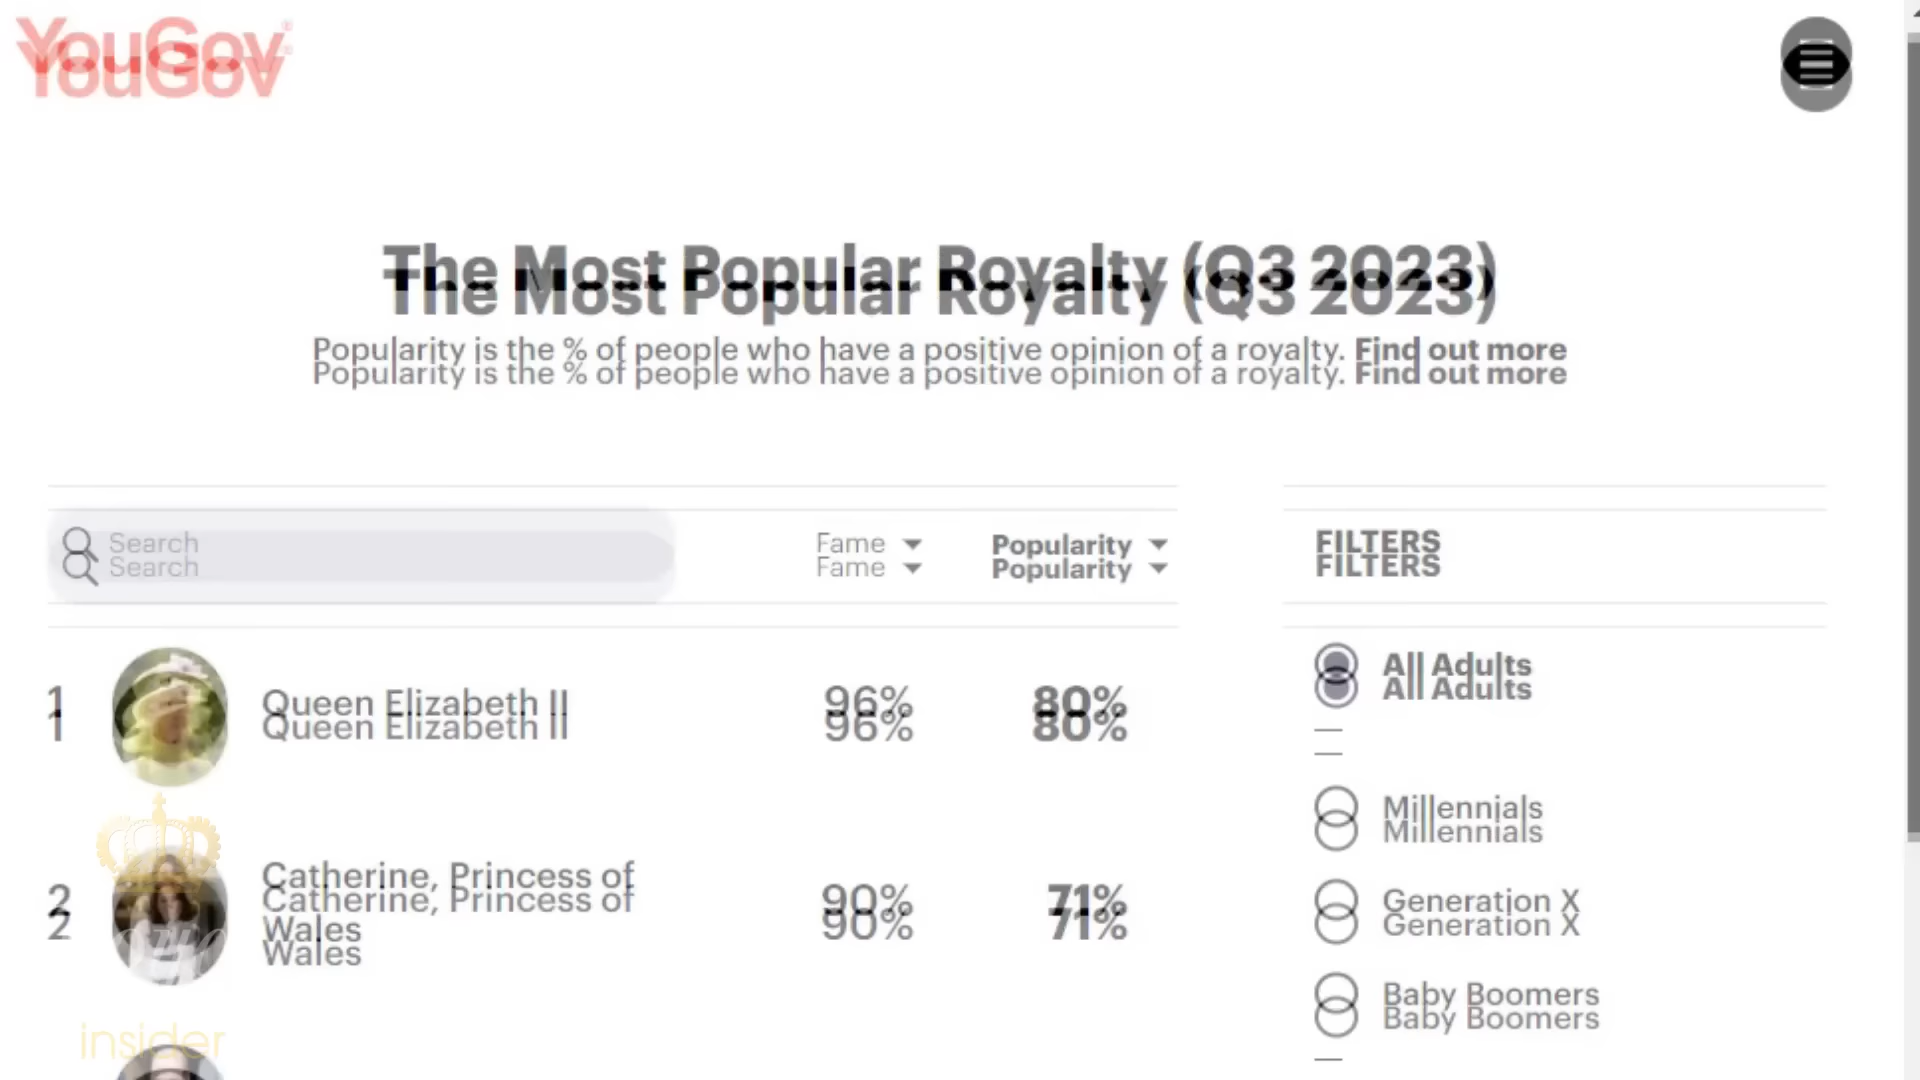 YouGov
The Most Popular Royalty (Q3 2023)
Popularity is the % of people who have a positive opinion of a royalty. Find out more
Search Fame Popularity
FILTERS
1 Queen Elizabeth II 96% 80%
All Adults
Millennials
2 Catherine, Princess of Wales 90% 71%
Generation X
Baby Boomers
insider